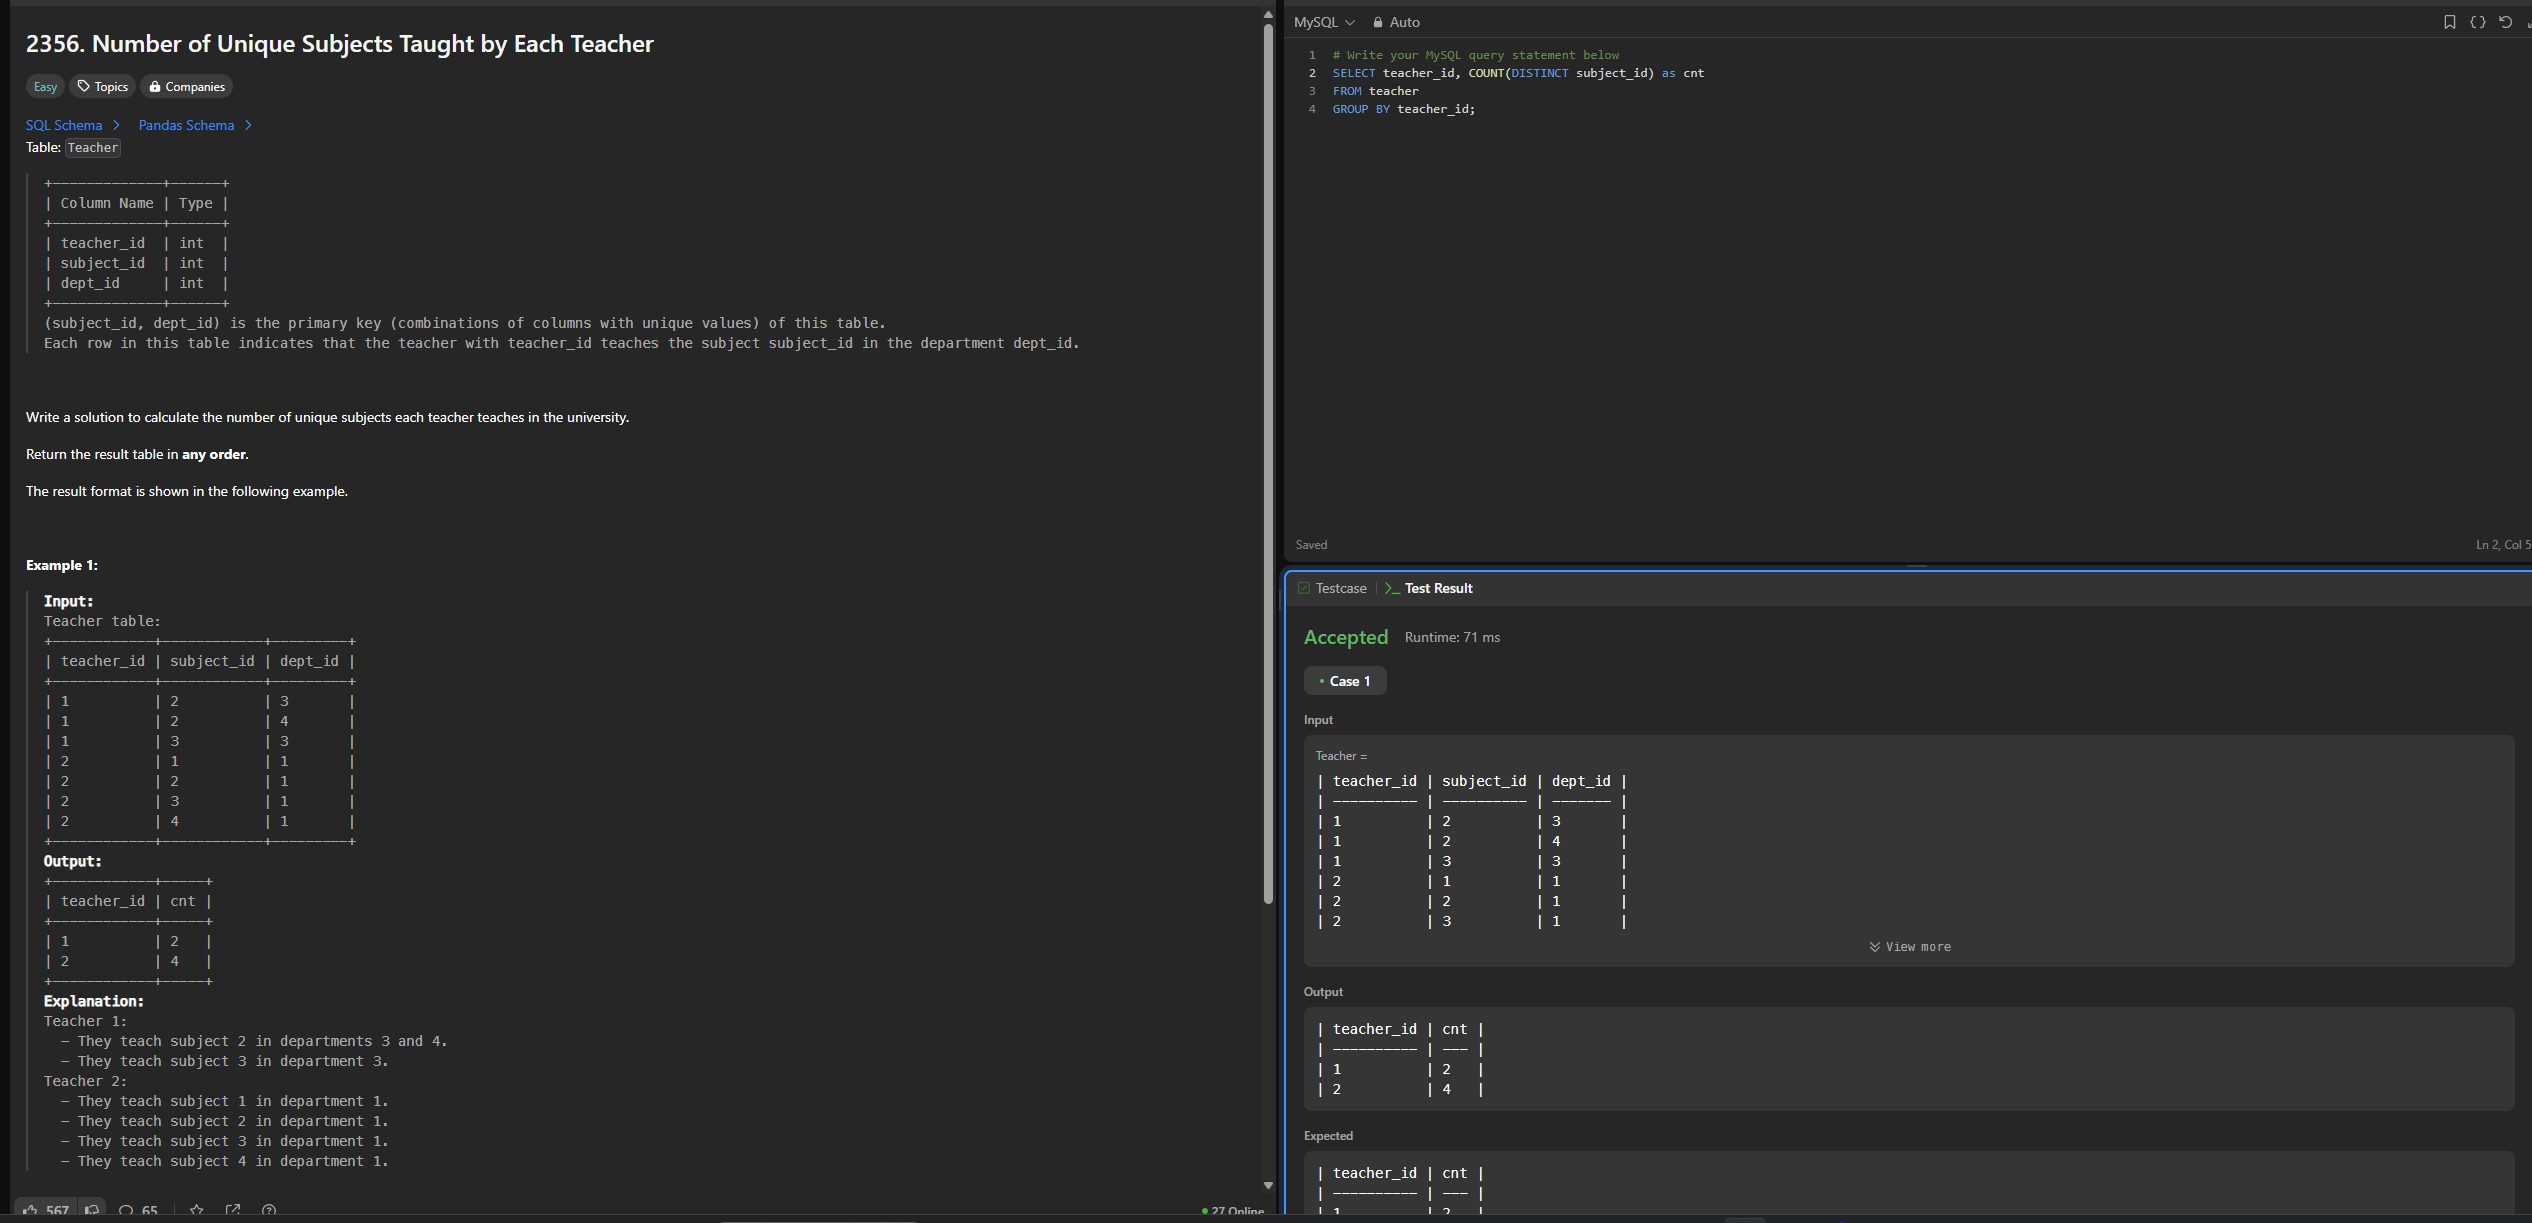 2356. Number of Unique Subjects Taught by Each Teacher
Easy Topics Companies
SQL Schema > Pandas Schema >
Table: Teacher
+-------------+------+
| Column Name | Type |
+-------------+------+
| teacher_id  | int  |
| subject_id  | int  |
| dept_id     | int  |
+-------------+------+
(subject_id, dept_id) is the primary key (combinations of columns with unique values) of this table.
Each row in this table indicates that the teacher with teacher_id teaches the subject subject_id in the department dept_id.
Write a solution to calculate the number of unique subjects each teacher teaches in the university.
Return the result table in any order.
The result format is shown in the following example.
Example 1:
Input:
Teacher table:
+------------+------------+---------+
| teacher_id | subject_id | dept_id |
+------------+------------+---------+
| 1          | 2          | 3       |
| 1          | 2          | 4       |
| 1          | 3          | 3       |
| 2          | 1          | 1       |
| 2          | 2          | 1       |
| 2          | 3          | 1       |
| 2          | 4          | 1       |
+------------+------------+---------+
Output:
+------------+-----+
| teacher_id | cnt |
+------------+-----+
| 1          | 2   |
| 2          | 4   |
+------------+-----+
Explanation:
Teacher 1:
  - They teach subject 2 in departments 3 and 4.
  - They teach subject 3 in department 3.
Teacher 2:
  - They teach subject 1 in department 1.
  - They teach subject 2 in department 1.
  - They teach subject 3 in department 1.
  - They teach subject 4 in department 1.
567 65 27 Online
MySQL Auto
1 # Write your MySQL query statement below
2 SELECT teacher_id, COUNT(DISTINCT subject_id) as cnt
3 FROM teacher
4 GROUP BY teacher_id;
Saved Ln 2, Col 5
Testcase | >_ Test Result
Accepted Runtime: 71 ms
• Case 1
Input
Teacher =
| teacher_id | subject_id | dept_id |
| ---------- | ---------- | ------- |
| 1          | 2          | 3       |
| 1          | 2          | 4       |
| 1          | 3          | 3       |
| 2          | 1          | 1       |
| 2          | 2          | 1       |
| 2          | 3          | 1       |
View more
Output
| teacher_id | cnt |
| ---------- | --- |
| 1          | 2   |
| 2          | 4   |
Expected
| teacher_id | cnt |
| ---------- | --- |
| 1          | 2   |